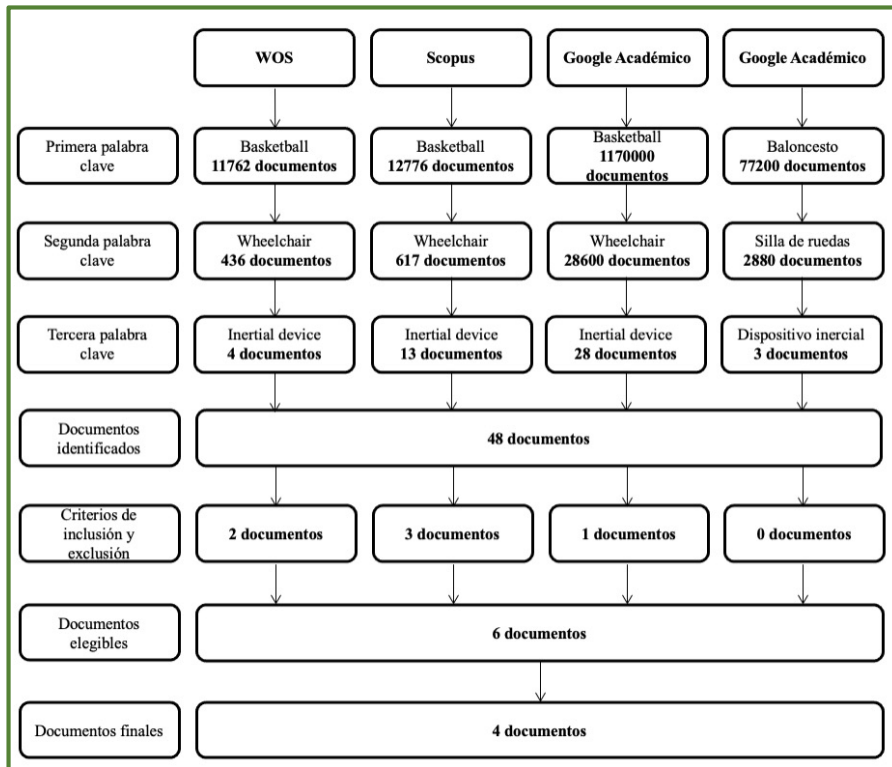 WOS
Scopus
Google Académico
Google Académico
Primera palabra
clave
Basketball
11762 documentos
Basketball
12776 documentos
Basketball
1170000
documentos
Baloncesto
77200 documentos
Segunda palabra
clave
Wheelchair
436 documentos
Wheelchair
617 documentos
Wheelchair
28600 documentos
Silla de ruedas
2880 documentos
Tercera palabra
clave
Inertial device
4 documentos
Inertial device
13 documentos
Inertial device
28 documentos
Dispositivo inercial
3 documentos
Documentos
identificados
48 documentos
Criterios de
inclusión y
exclusión
2 documentos
3 documentos
1 documentos
0 documentos
Documentos
elegibles
6 documentos
Documentos finales
4 documentos